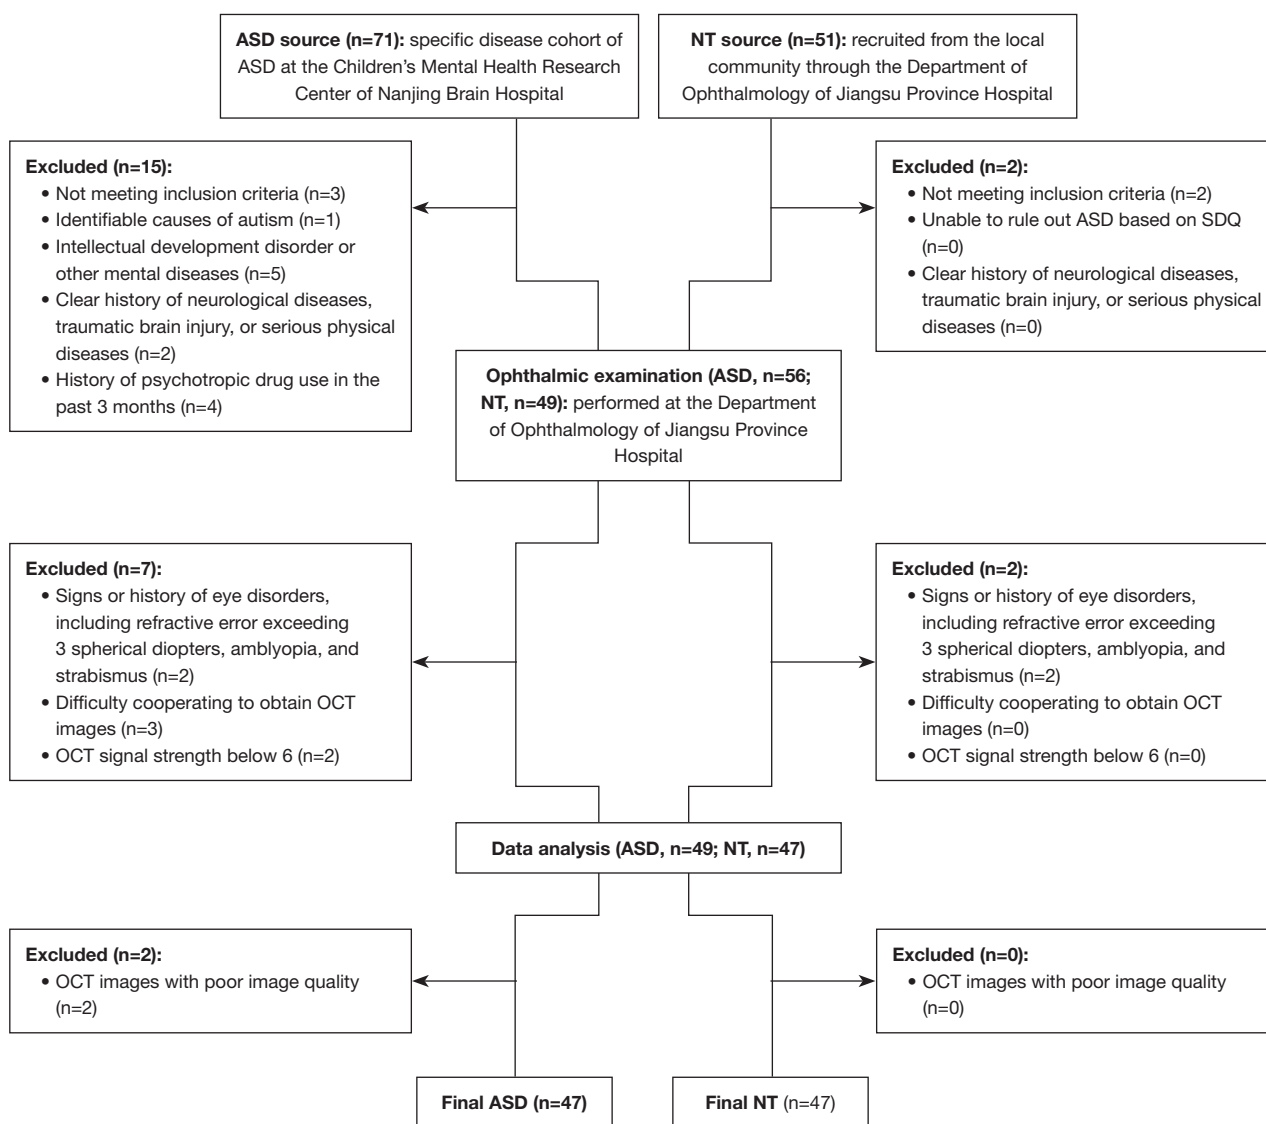 ASD source (n=71): specific disease cohort of
ASD at the Children's Mental Health Research
Center of Nanjing Brain Hospital
NT source (n=51): recruited from the local
community through the Department of
Ophthalmology of Jiangsu Province Hospital
Excluded (n=15):
• Not meeting inclusion criteria (n=3)
• Identifiable causes of autism (n=1)
• Intellectual development disorder or
other mental diseases (n=5)
• Clear history of neurological diseases,
traumatic brain injury, or serious physical
diseases (n=2)
• History of psychotropic drug use in the
past 3 months (n=4)
Excluded (n=2):
• Not meeting inclusion criteria (n=2)
• Unable to rule out ASD based on SDQ
(n=0)
• Clear history of neurological diseases,
traumatic brain injury, or serious physical
diseases (n=0)
Ophthalmic examination (ASD, n=56;
NT, n=49): performed at the Department
of Ophthalmology of Jiangsu Province
Hospital
Excluded (n=7):
• Signs or history of eye disorders,
including refractive error exceeding
3 spherical diopters, amblyopia, and
strabismus (n=2)
• Difficulty cooperating to obtain OCT
images (n=3)
• OCT signal strength below 6 (n=2)
Excluded (n=2):
• Signs or history of eye disorders,
including refractive error exceeding
3 spherical diopters, amblyopia, and
strabismus (n=2)
• Difficulty cooperating to obtain OCT
images (n=0)
• OCT signal strength below 6 (n=0)
Data analysis (ASD, n=49; NT, n=47)
Excluded (n=2):
• OCT images with poor image quality
(n=2)
Excluded (n=0):
• OCT images with poor image quality
(n=0)
Final ASD (n=47)
Final NT (n=47)